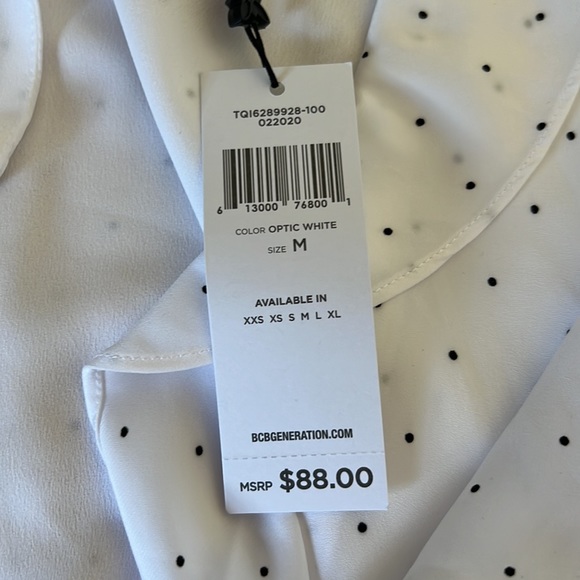 TQI6289928-100
022020
6 13000 76800 1
COLOR OPTIC WHITE
SIZE M
AVAILABLE IN
XXS XS S M L XL
BCBGENERATION.COM
MSRP $88.00